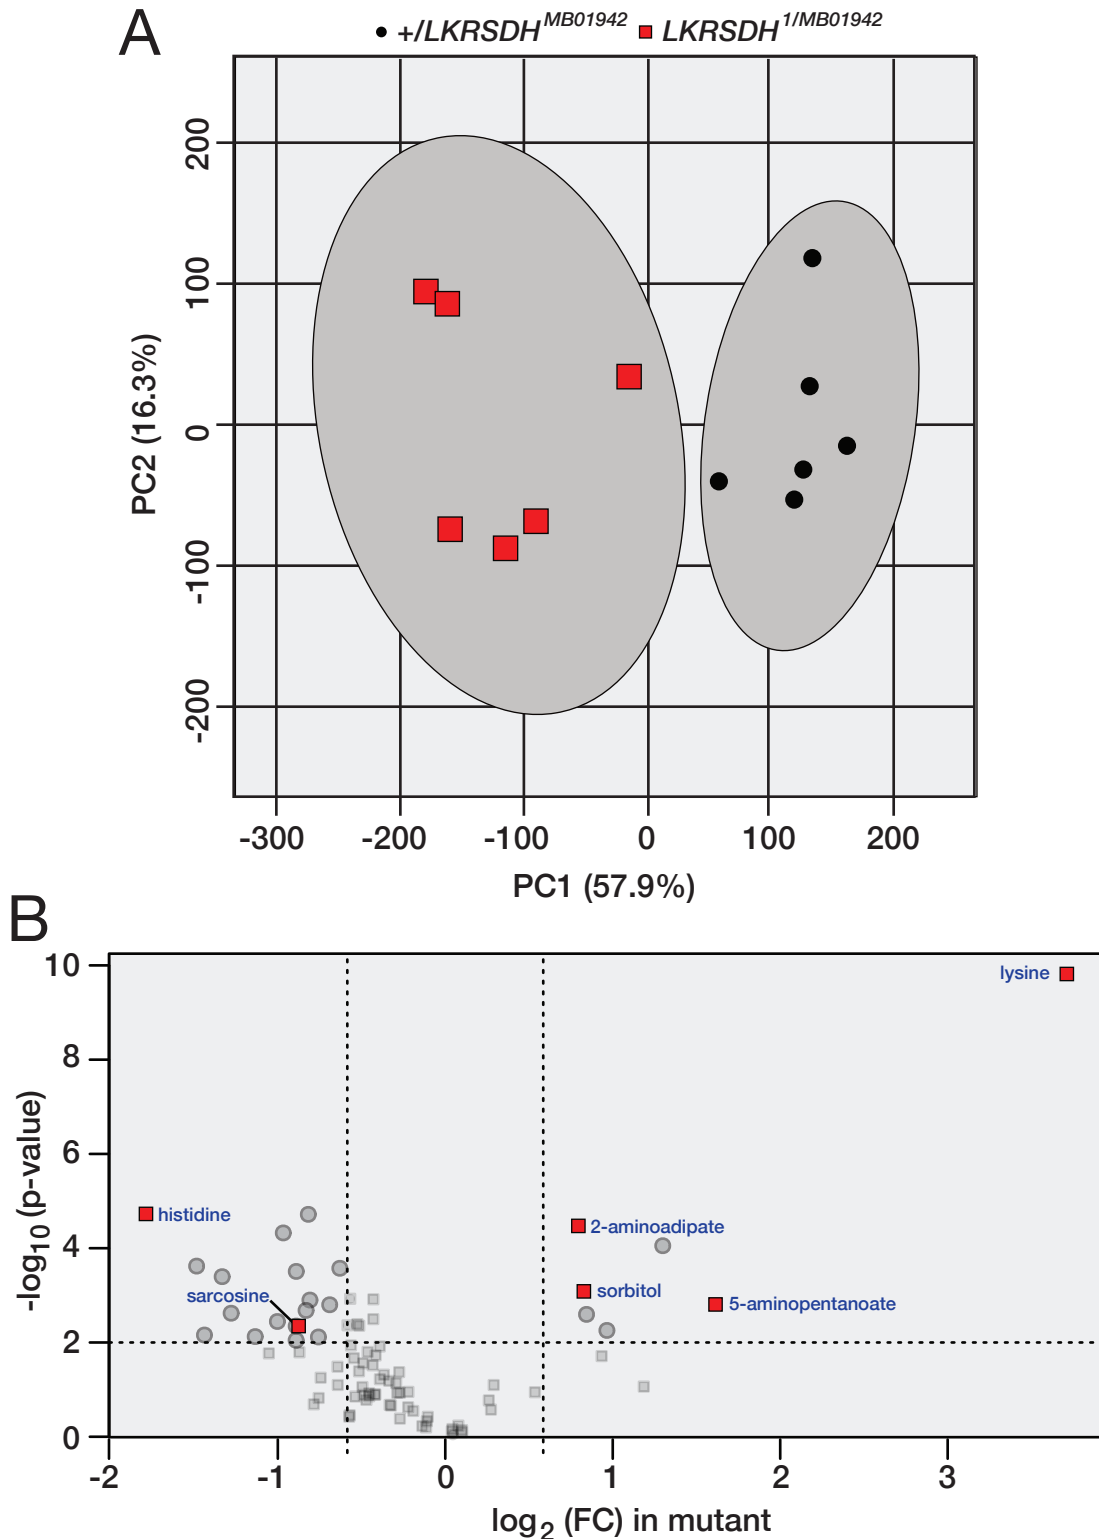 A
+/LKRSDH^MB01942 LKRSDH^1/MB01942
200
100
0
-100
-200
PC2 (16.3%)
-300 -200 -100 0 100 200
PC1 (57.9%)
B
10
8
6
4
2
0
-log₁₀ (p-value)
lysine
histidine
2-aminoadipate
sarcosine
sorbitol
5-aminopentanoate
-2 -1 0 1 2 3
log₂ (FC) in mutant